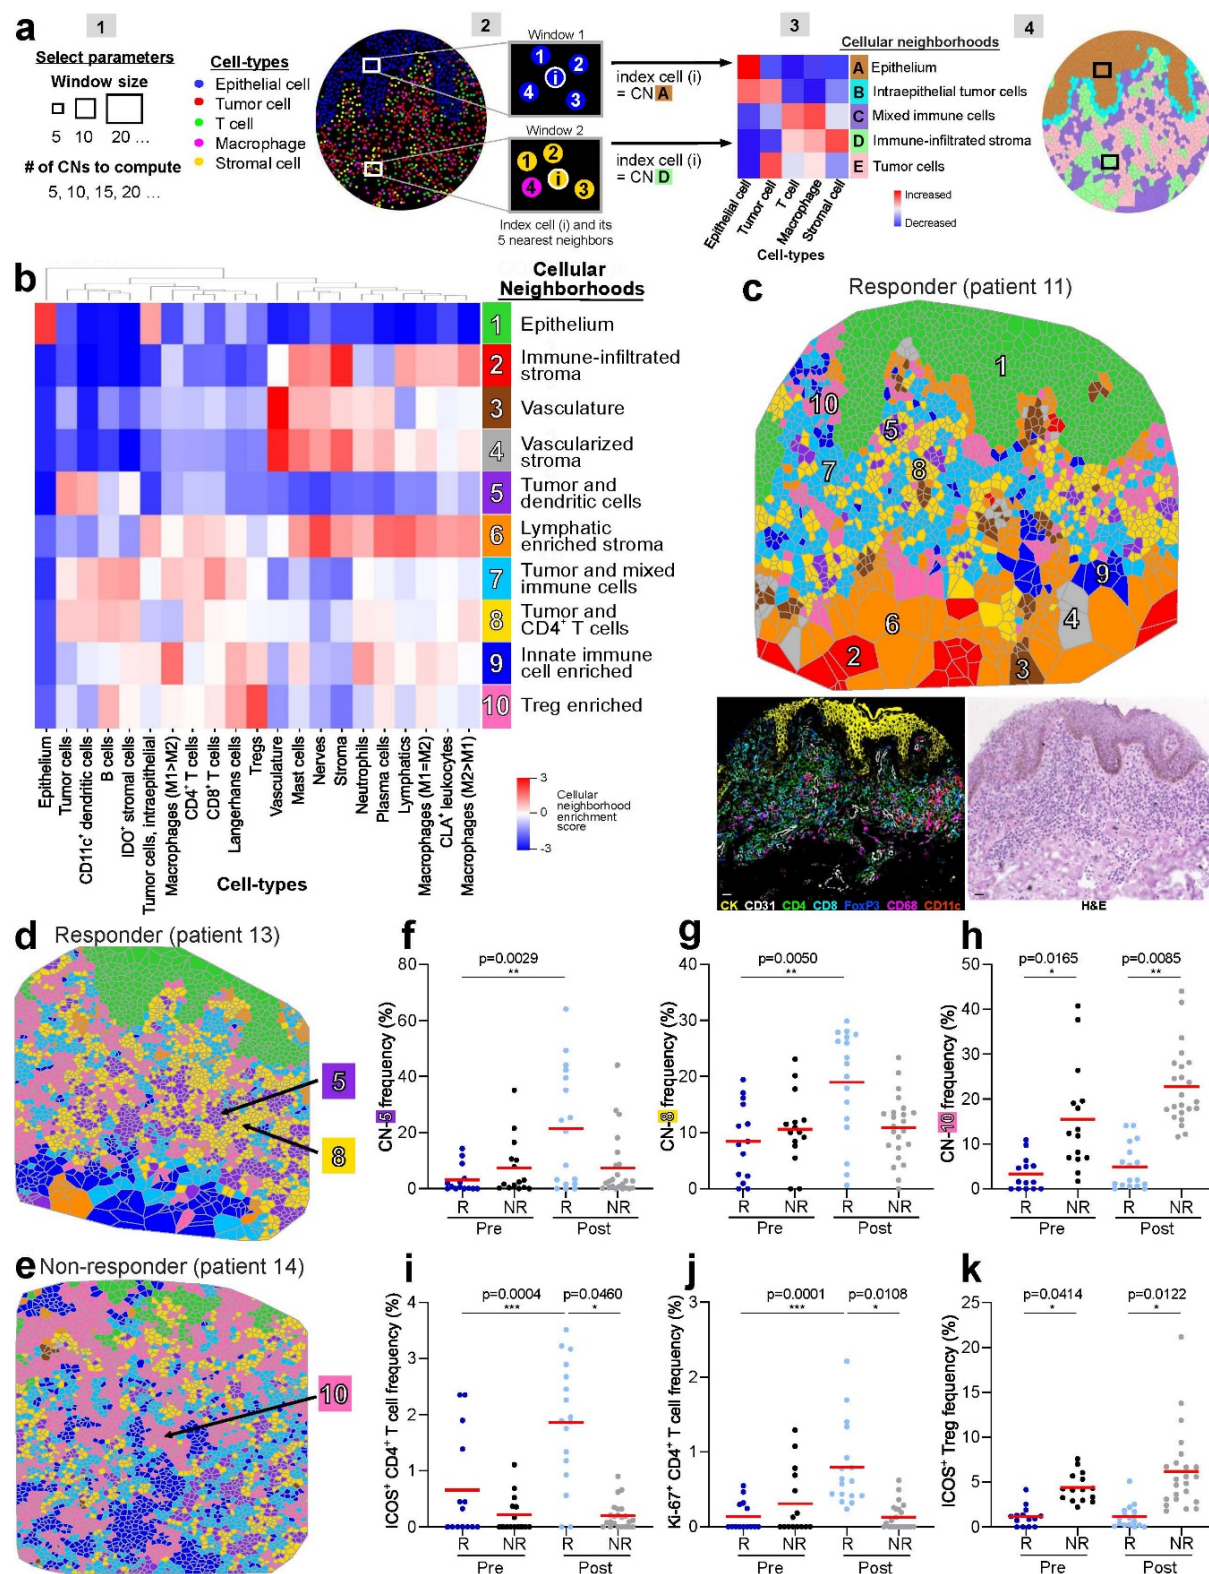 a
1
Select parameters
Window size
5 10 20 ...
# of CNs to compute
5, 10, 15, 20 ...
Cell-types
Epithelial cell
Tumor cell
T cell
Macrophage
Stromal cell
2
Window 1
1
2
i
4
3
Window 2
1
2
i
4
3
Index cell (i) and its
5 nearest neighbors
index cell (i)
= CN A
index cell (i)
= CN D
3
Cellular neighborhoods
A Epithelium
B Intraepithelial tumor cells
C Mixed immune cells
D Immune-infiltrated stroma
E Tumor cells
Epithelial cell
Tumor cell
T cell
Macrophage
Stromal cell
Cell-types
Increased
Decreased
4
b
Cellular
Neighborhoods
1 Epithelium
2 Immune-infiltrated
stroma
3 Vasculature
4 Vascularized
stroma
5 Tumor and
dendritic cells
6 Lymphatic
enriched stroma
7 Tumor and mixed
immune cells
8 Tumor and
CD4⁺ T cells
9 Innate immune
cell enriched
10 Treg enriched
Epithelium
Tumor cells
CD11c⁺ dendritic cells
B cells
IDO⁺ stromal cells
Tumor cells, intraepithelial
Macrophages (M1>M2)
CD4⁺ T cells
CD8⁺ T cells
Langerhans cells
Tregs
Vasculature
Mast cells
Nerves
Stroma
Neutrophils
Plasma cells
Lymphatics
Macrophages (M1=M2)
CLA⁺ leukocytes
Macrophages (M2>M1)
Cell-types
3
0
-3
Cellular
neighborhood
enrichment
score
c
Responder (patient 11)
1
10
5
7
8
9
6
4
2
3
CK CD31 CD4 CD8 FoxP3 CD68 CD11c
H&E
d
Responder (patient 13)
5
8
e
Non-responder (patient 14)
10
f
p=0.0029
**
CN-5 frequency (%)
80
60
40
20
0
R NR R NR
Pre Post
g
p=0.0050
**
CN-8 frequency (%)
40
30
20
10
0
R NR R NR
Pre Post
h
p=0.0165 p=0.0085
* **
CN-10 frequency (%)
50
40
30
20
10
0
R NR R NR
Pre Post
i
p=0.0004 p=0.0460
*** *
ICOS⁺ CD4⁺ T cell frequency (%)
4
3
2
1
0
R NR R NR
Pre Post
j
p=0.0001 p=0.0108
*** *
Ki-67⁺ CD4⁺ T cell frequency (%)
3
2
1
0
R NR R NR
Pre Post
k
p=0.0414 p=0.0122
* *
ICOS⁺ Treg fequency (%)
25
20
15
10
5
0
R NR R NR
Pre Post